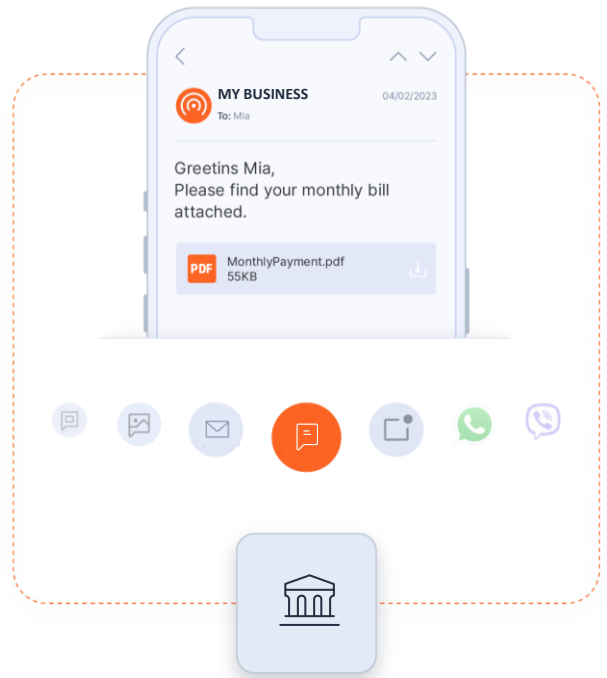 MY BUSINESS
04/02/2023
To: Mia
Greetins Mia,
Please find your monthly bill
attached.
PDF
MonthlyPayment.pdf
55KB